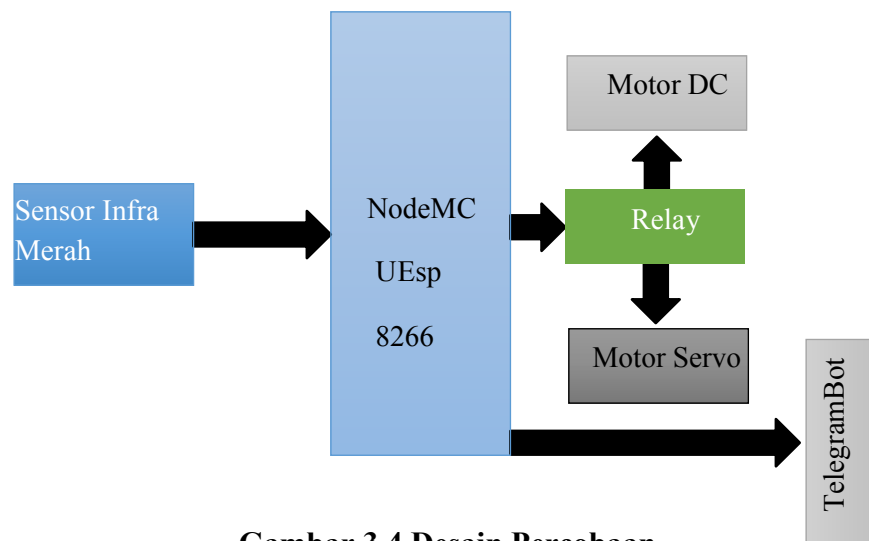 Motor DC
Sensor Infra
Merah
NodeMC
UEsp
8266
Relay
Motor Servo
TelegramBot
Gambar 3.4 Desain Percobaan